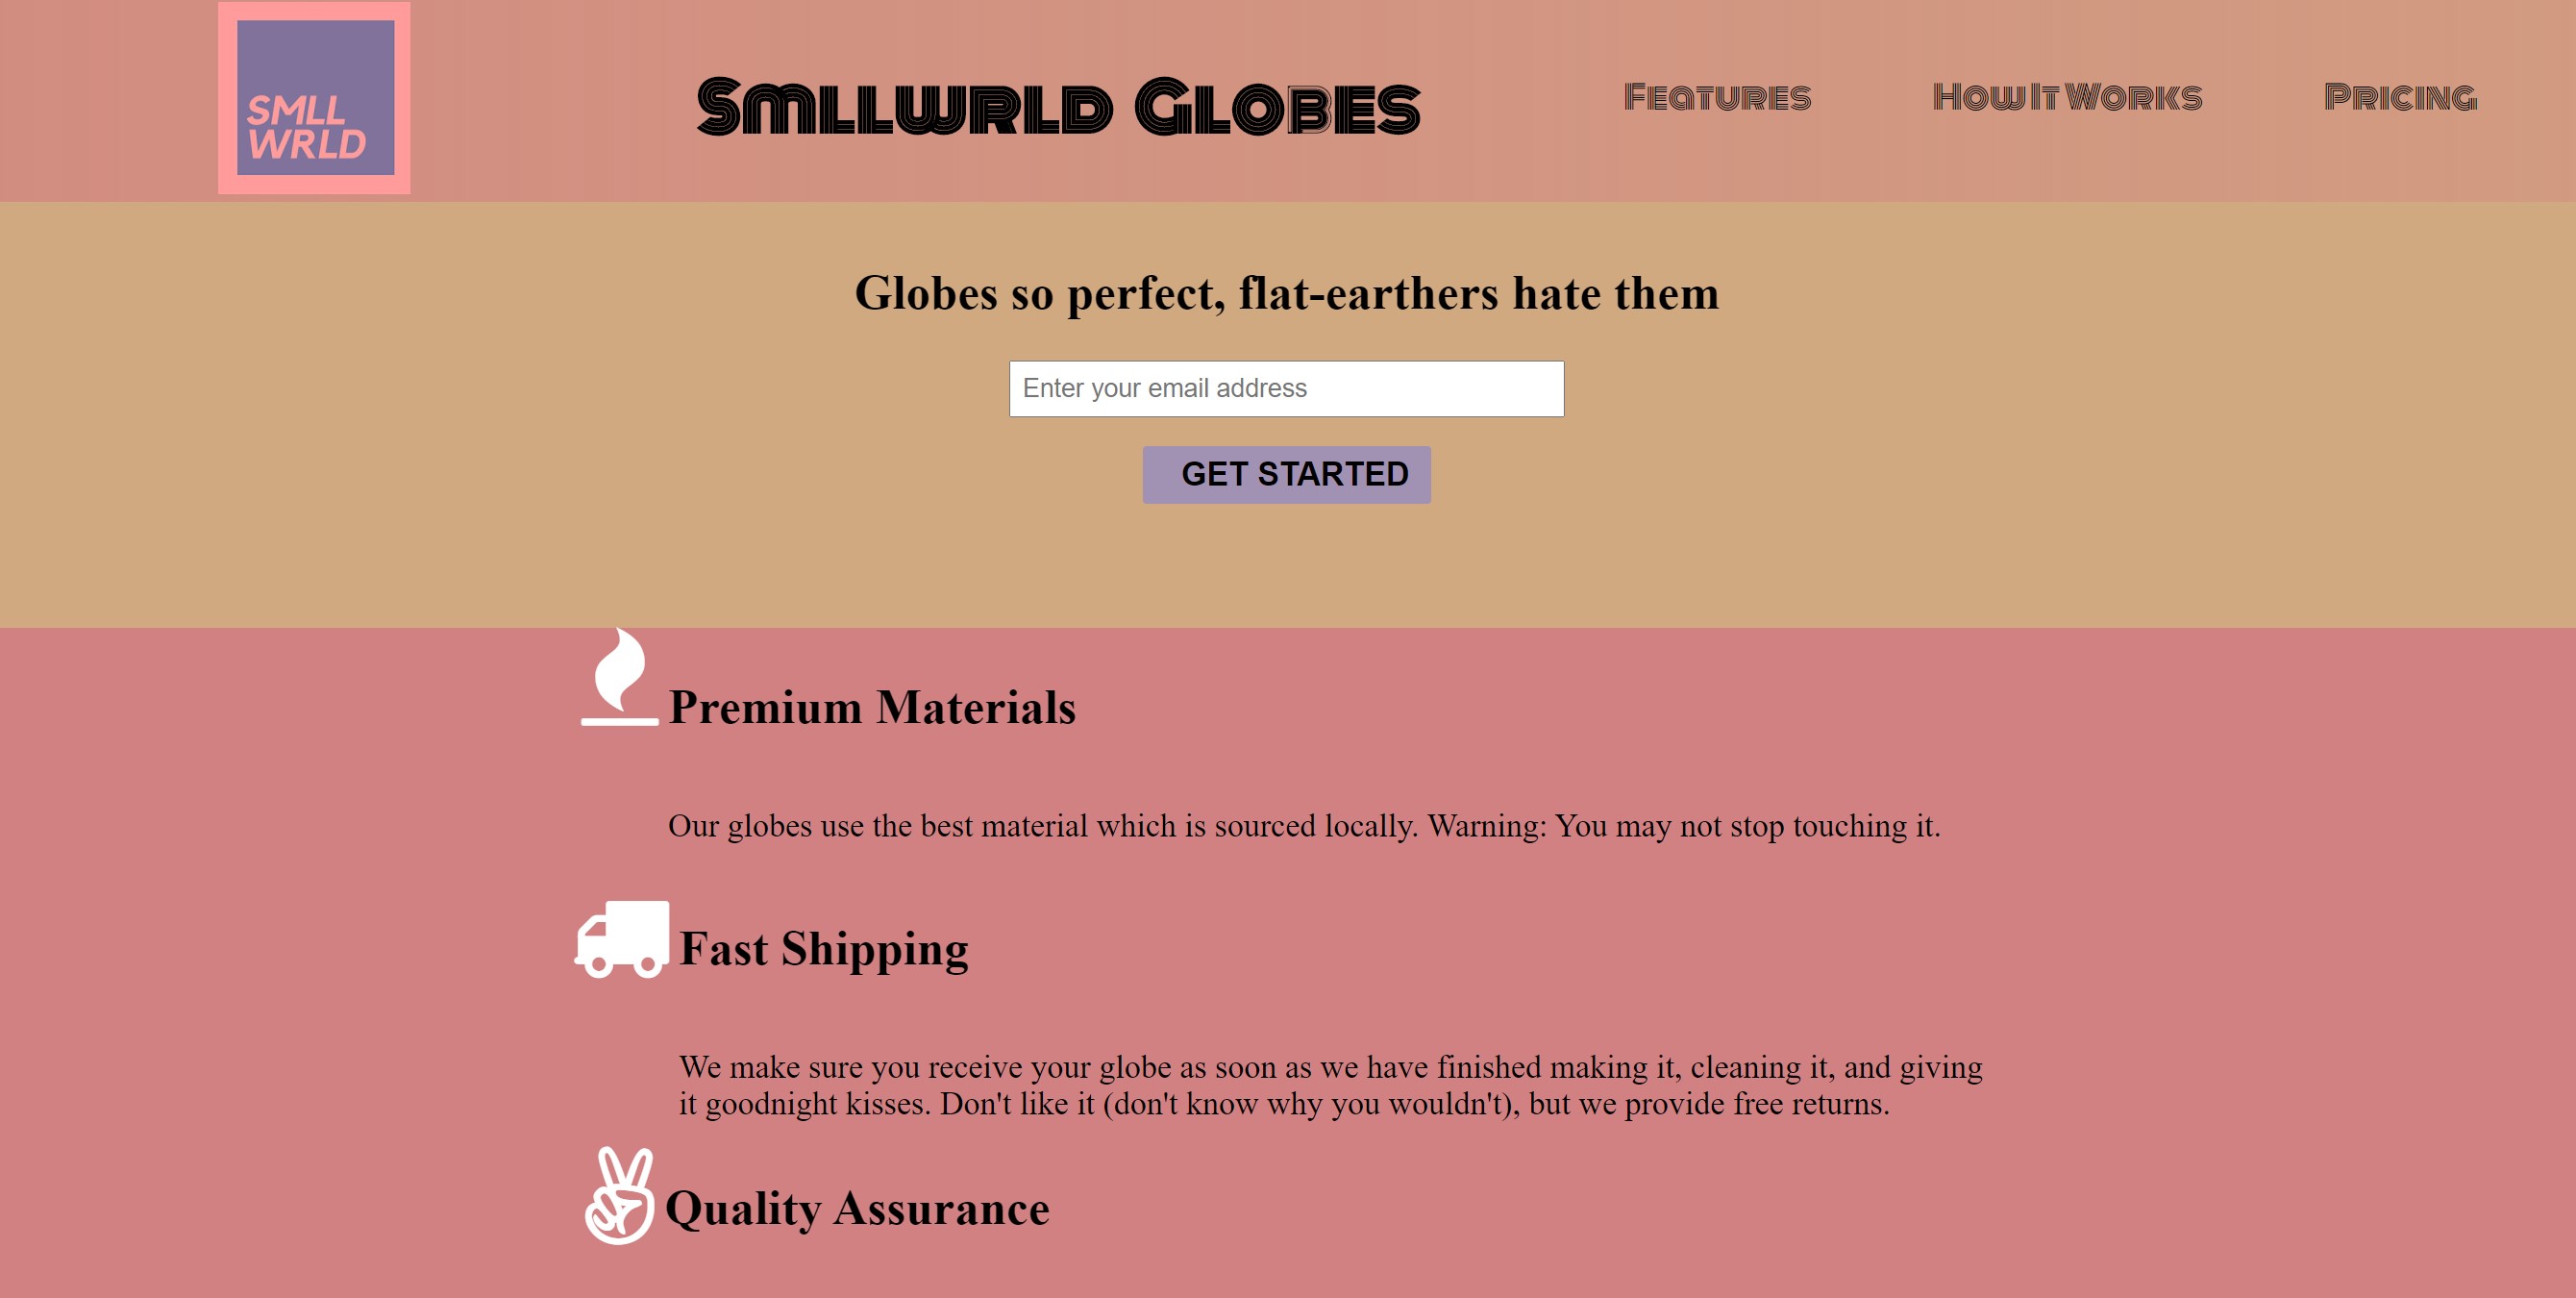 SMLL
WRLD
Smllwrld Globes
Features
How It Works
Pricing
Globes so perfect, flat-earthers hate them
Enter your email address
GET STARTED
Premium Materials
Our globes use the best material which is sourced locally. Warning: You may not stop touching it.
Fast Shipping
We make sure you receive your globe as soon as we have finished making it, cleaning it, and giving
it goodnight kisses. Don't like it (don't know why you wouldn't), but we provide free returns.
Quality Assurance